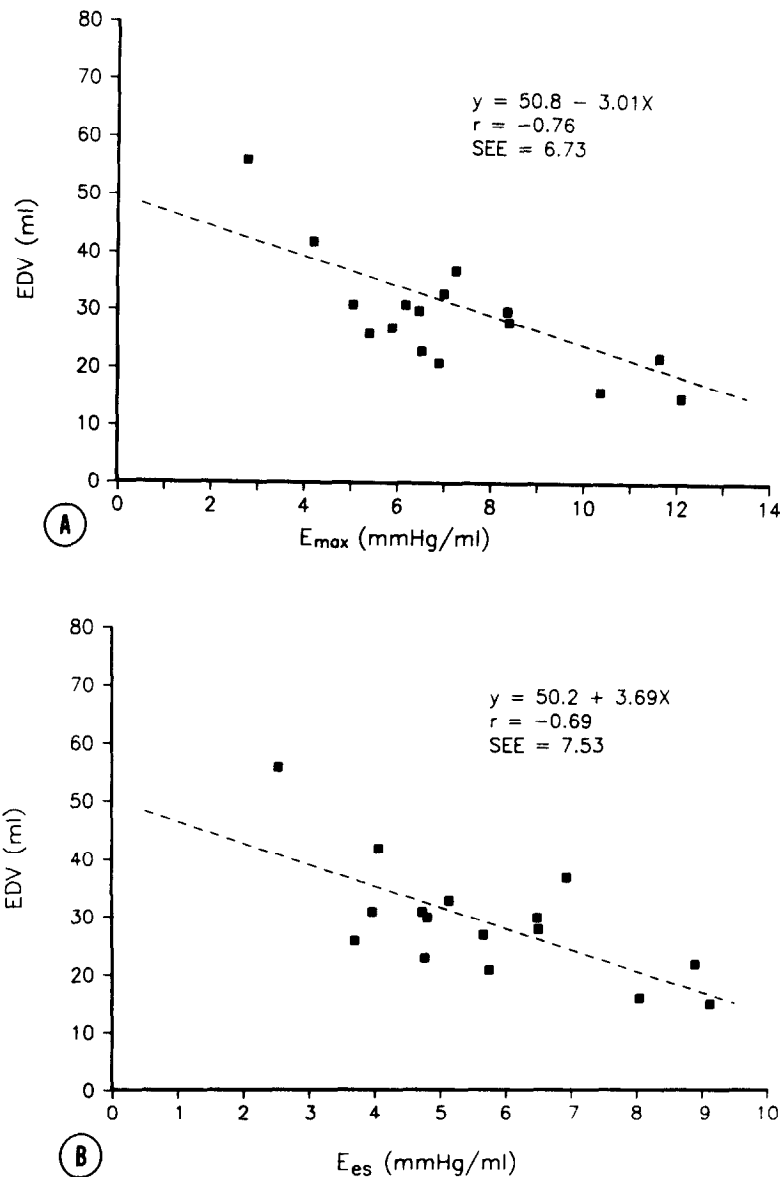 80
70
60
50
40
30
20
10
0
EDV (ml)
y = 50.8 − 3.01X
r = −0.76
SEE = 6.73
0 2 4 6 8 10 12 14
A
Emax (mmHg/ml)
80
70
60
50
40
30
20
10
0
EDV (ml)
y = 50.2 + 3.69X
r = −0.69
SEE = 7.53
0 1 2 3 4 5 6 7 8 9 10
B
Ees (mmHg/ml)